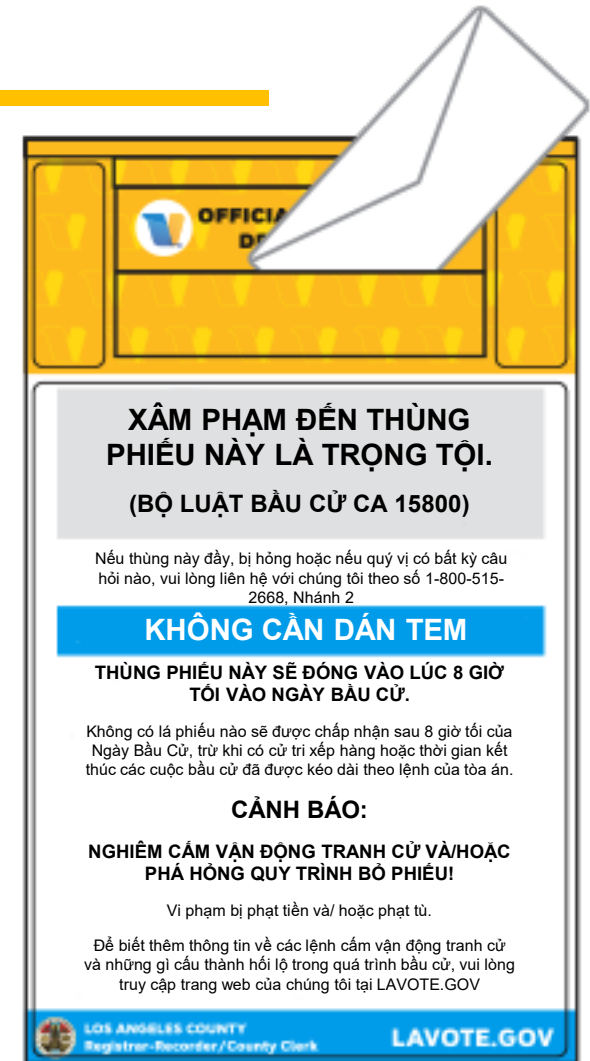 OFFICIA
XÂM PHẠM ĐẾN THÙNG
PHIẾU NÀY LÀ TRỌNG TỘI.
(BỘ LUẬT BẦU CỬ CA 15800)
Nếu thùng này đầy, bị hỏng hoặc nếu quý vị có bất kỳ câu
hỏi nào, vui lòng liên hệ với chúng tôi theo số 1-800-515-
2668, Nhánh 2
KHÔNG CẦN DÁN TEM
THÙNG PHIẾU NÀY SẼ ĐÓNG VÀO LÚC 8 GIỜ
TỐI VÀO NGÀY BẦU CỬ.
Không có lá phiếu nào sẽ được chấp nhận sau 8 giờ tối của
Ngày Bầu Cử, trừ khi có cử tri xếp hàng hoặc thời gian kết
thúc các cuộc bầu cử đã được kéo dài theo lệnh của tòa án.
CẢNH BÁO:
NGHIÊM CẤM VẬN ĐỘNG TRANH CỬ VÀ/HOẶC
PHÁ HỎNG QUY TRÌNH BỎ PHIẾU!
Vi phạm bị phạt tiền và/ hoặc phạt tù.
Để biết thêm thông tin về các lệnh cấm vận động tranh cử
và những gì cấu thành hối lộ trong quá trình bầu cử, vui lòng
truy cập trang web của chúng tôi tại LAVOTE.GOV
LOS ANGELES COUNTY
Registrar-Recorder/County Clerk
LAVOTE.GOV